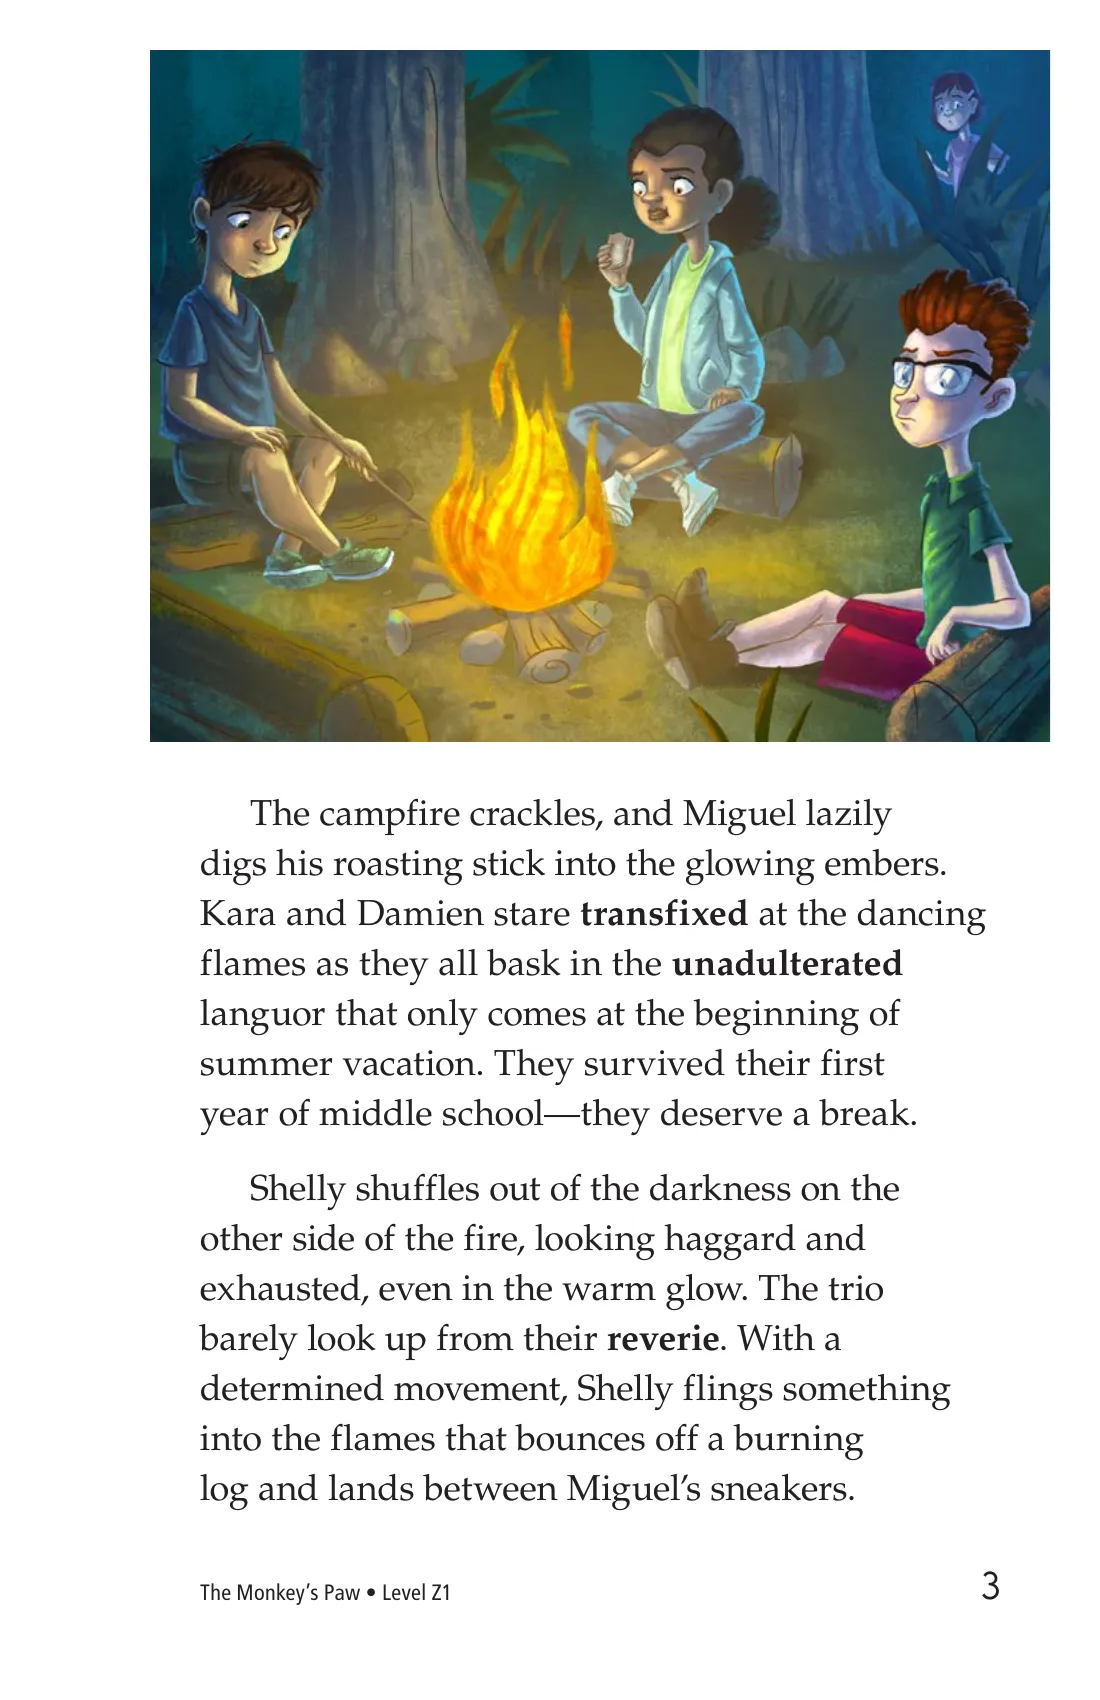 The campfire crackles, and Miguel lazily
digs his roasting stick into the glowing embers.
Kara and Damien stare transfixed at the dancing
flames as they all bask in the unadulterated
languor that only comes at the beginning of
summer vacation. They survived their first
year of middle school—they deserve a break.
Shelly shuffles out of the darkness on the
other side of the fire, looking haggard and
exhausted, even in the warm glow. The trio
barely look up from their reverie. With a
determined movement, Shelly flings something
into the flames that bounces off a burning
log and lands between Miguel’s sneakers.
The Monkey’s Paw • Level Z1 3